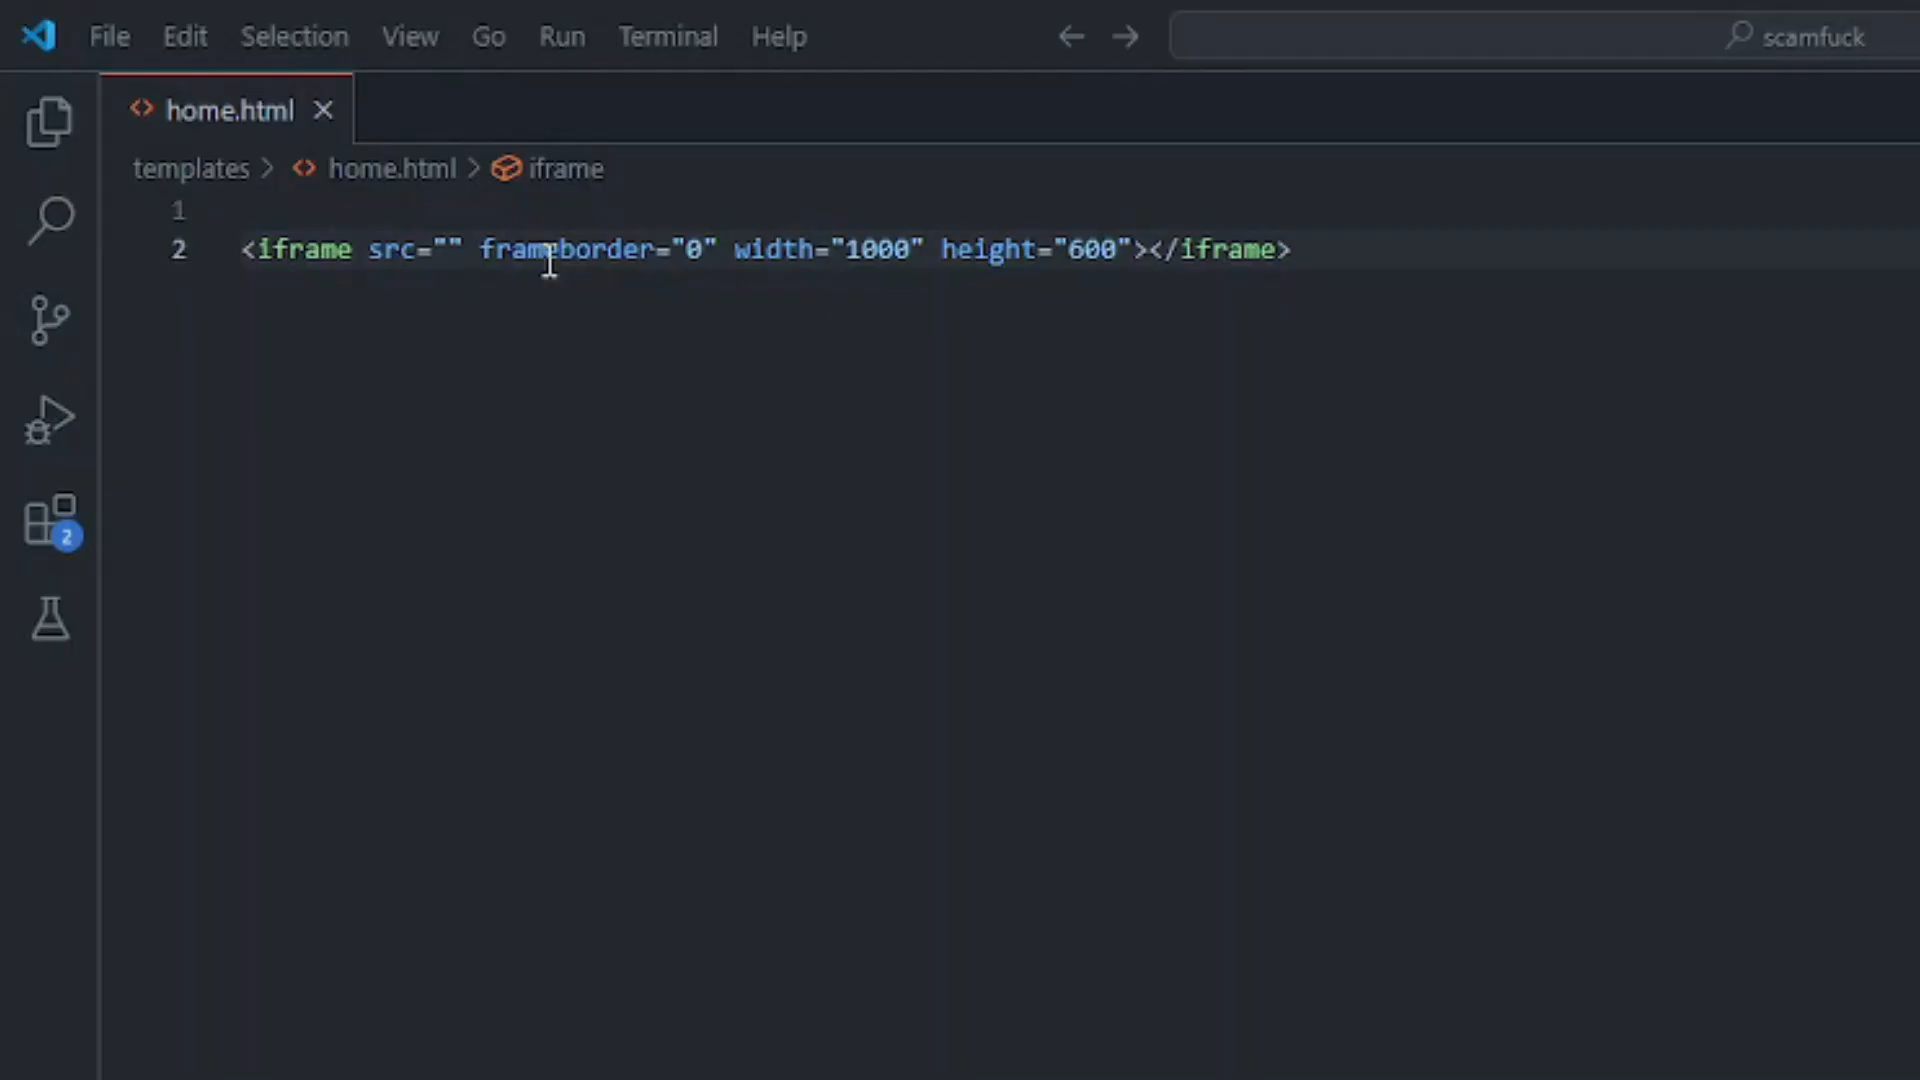 File Edit Selection View Go Run Terminal Help scamfuck
home.html
templates > home.html > iframe
1
2 <iframe src="" frameborder="0" width="1000" height="600"></iframe>
2